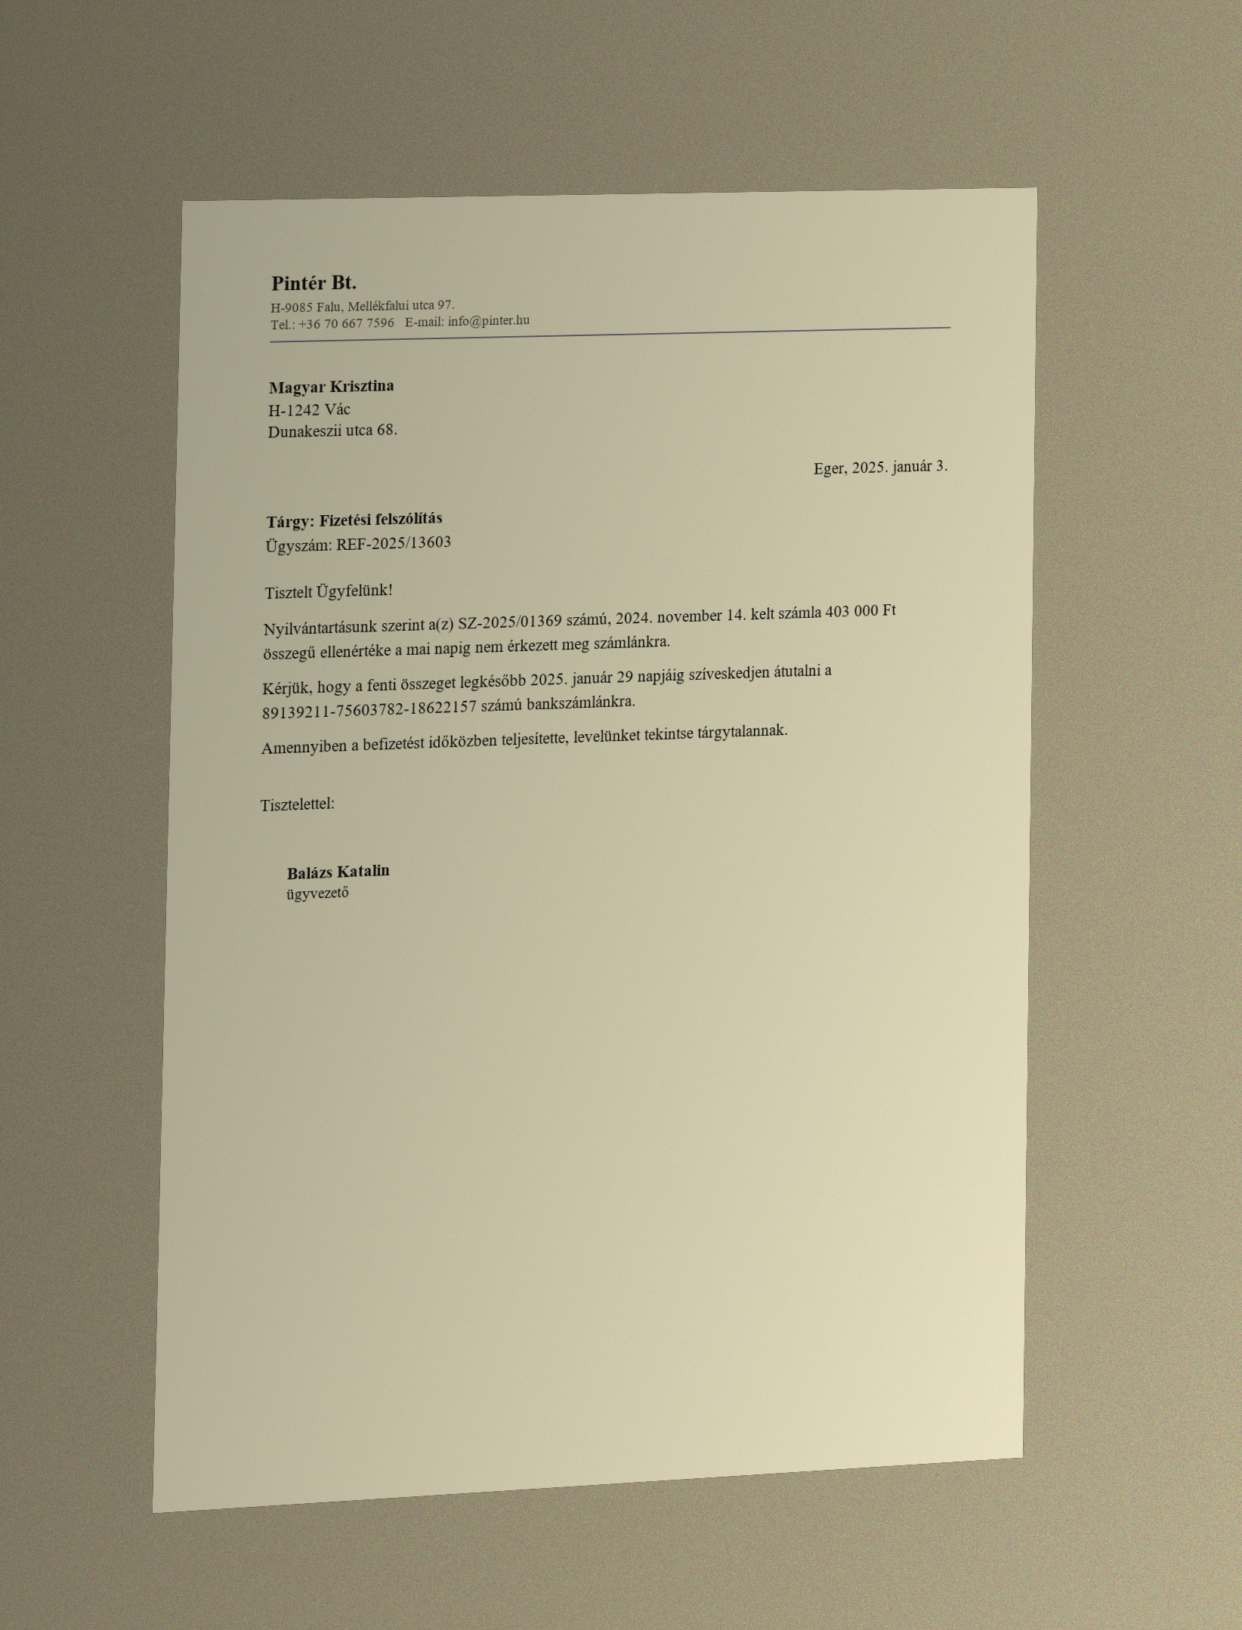 Pintér Bt.
H-9085 Falu, Mellékfalui utca 97.
Tel.: +36 70 667 7596 E-mail: info@pinter.hu
Magyar Krisztina
H-1242 Vác
Dunakeszii utca 68.
Eger, 2025. január 3.
Tárgy: Fizetési felszólítás
Ügyszám: REF-2025/13603
Tisztelt Ügyfelünk!
Nyilvántartásunk szerint a(z) SZ-2025/01369 számú, 2024. november 14. kelt számla 403 000 Ft
összegű ellenértéke a mai napig nem érkezett meg számlánkra.
Kérjük, hogy a fenti összeget legkésőbb 2025. január 29 napjáig szíveskedjen átutalni a
89139211-75603782-18622157 számú bankszámlánkra.
Amennyiben a befizetést időközben teljesítette, levelünket tekintse tárgytalannak.
Tisztelettel:
Balázs Katalin
ügyvezető